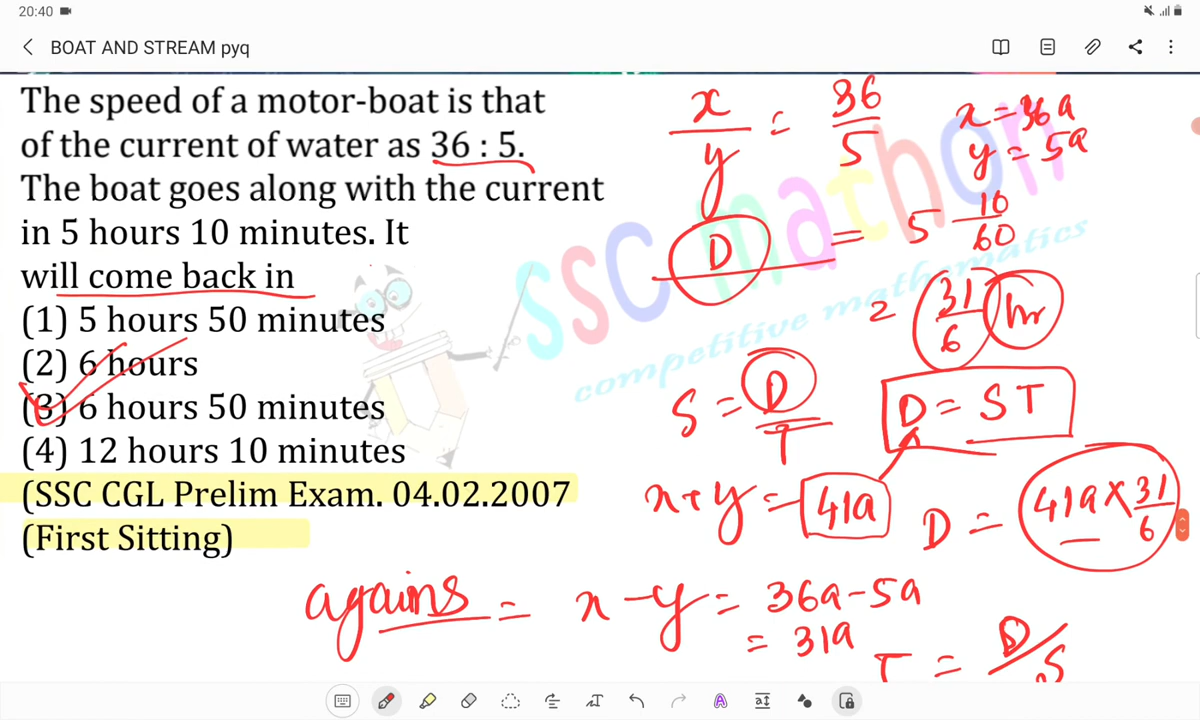 20:40
BOAT AND STREAM pyq
The speed of a motor-boat is that
of the current of water as 36 : 5.
The boat goes along with the current
in 5 hours 10 minutes. It
will come back in
(1) 5 hours 50 minutes
(2) 6 hours
(3) 6 hours 50 minutes
(4) 12 hours 10 minutes
(SSC CGL Prelim Exam. 04.02.2007
(First Sitting)
x/y = 36/5
x = 36a
y = 5a
D = 5 10/60
= 31/6 hr
S = D/T
D = ST
x+y = 41a
D = 41a × 31/6
agains = x - y = 36a - 5a
= 31a
T = D/S
SSC mathon
competitive mathematics